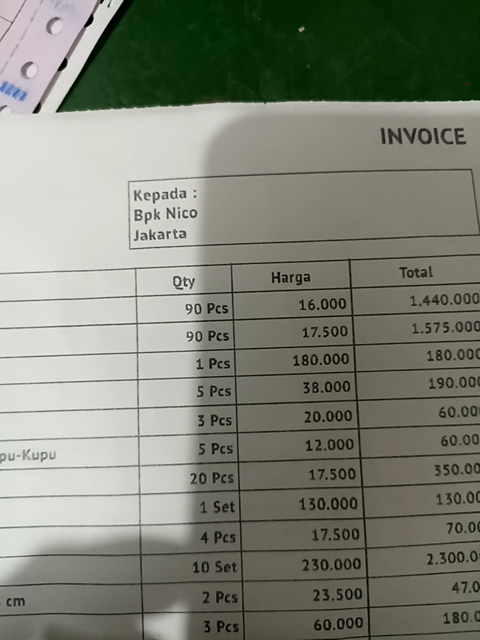 INVOICE
Kepada :
Bpk Nico
Jakarta
Qty Harga Total
90 Pcs 16.000 1.440.000
90 Pcs 17.500 1.575.000
1 Pcs 180.000 180.000
5 Pcs 38.000 190.000
3 Pcs 20.000 60.00
pu-Kupu 5 Pcs 12.000 60.00
20 Pcs 17.500 350.00
1 Set 130.000 130.00
4 Pcs 17.500 70.0
10 Set 230.000 2.300.0
cm 2 Pcs 23.500 47.0
3 Pcs 60.000 180.0